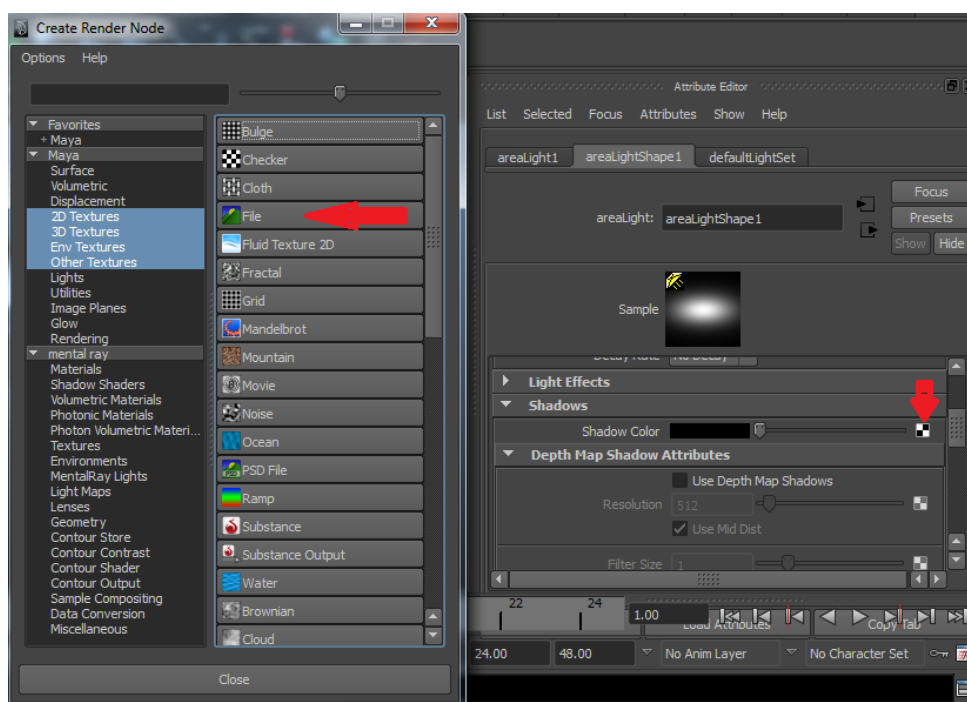 Create Render Node
Options Help
Favorites
+ Maya
Maya
Surface
Volumetric
Displacement
2D Textures
3D Textures
Env Textures
Other Textures
Lights
Utilities
Image Planes
Glow
Rendering
mental ray
Materials
Shadow Shaders
Volumetric Materials
Photonic Materials
Photon Volumetric Materi...
Textures
Environments
MentalRay Lights
Light Maps
Lenses
Geometry
Contour Store
Contour Contrast
Contour Shader
Contour Output
Sample Compositing
Data Conversion
Miscellaneous
Bulge
Checker
Cloth
File
Fluid Texture 2D
Fractal
Grid
Mandelbrot
Mountain
Movie
Noise
Ocean
PSD File
Ramp
Substance
Substance Output
Water
Brownian
Cloud
Close
Attribute Editor
List Selected Focus Attributes Show Help
areaLight1 areaLightShape1 defaultLightSet
Focus
areaLight: areaLightShape1 Presets
Show Hide
Sample
Decay Rate No Decay
Light Effects
Shadows
Shadow Color
Depth Map Shadow Attributes
Use Depth Map Shadows
Resolution 512
Use Mid Dist
Filter Size 1
22 24 1.00
Load Attributes Copy Tab
24.00 48.00 No Anim Layer No Character Set